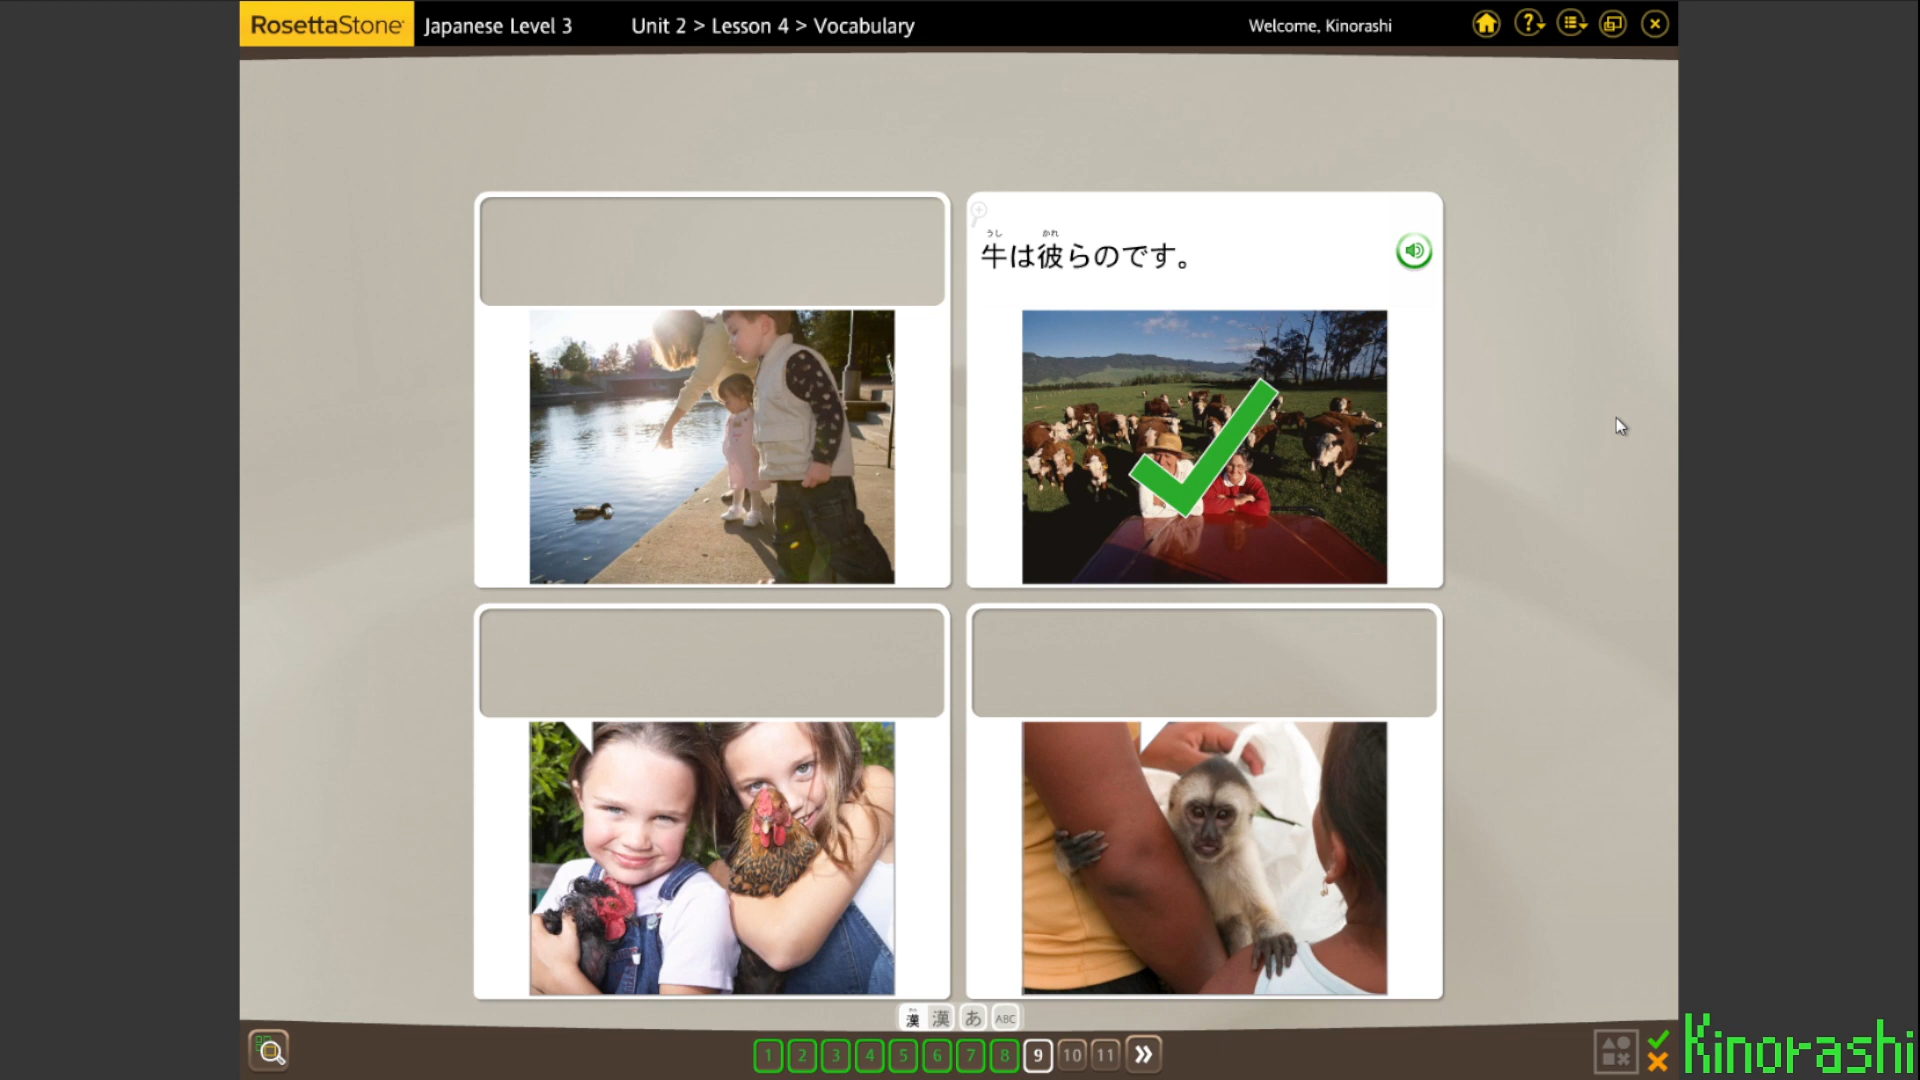 RosettaStone
Japanese Level 3
Unit 2 > Lesson 4 > Vocabulary
Welcome, Kinorashi
うし かれ
牛は彼らのです。
漢 漢 あ ABC
1 2 3 4 5 6 7 8 9 10 11
Kinorashi